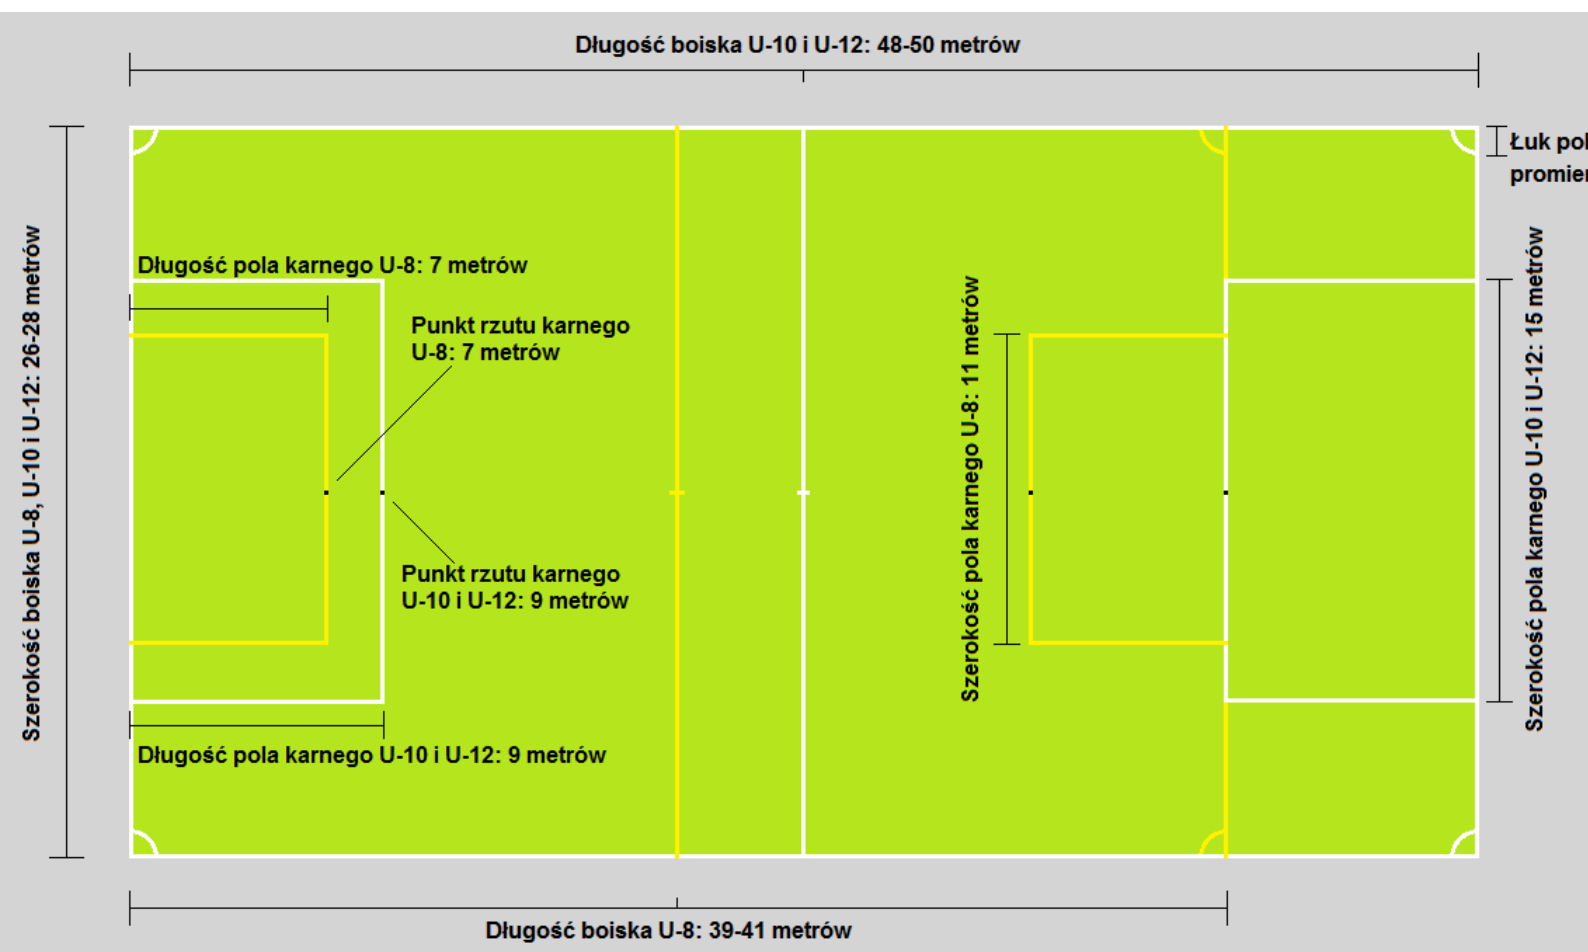 Długość boiska U-10 i U-12: 48-50 metrów
Łuk
Szerokość boiska U-8, U-10 i U-12: 26-28 metrów
Długość pola karnego U-8: 7 metrów
Punkt rzutu karnego
U-8: 7 metrów
Szerokość pola karnego U-8: 11 metrów
Szerokość pola karnego U-10 i U-12: 15 metrów
Punkt rzutu karnego
U-10 i U-12: 9 metrów
Długość pola karnego U-10 i U-12: 9 metrów
Długość boiska U-8: 39-41 metrów